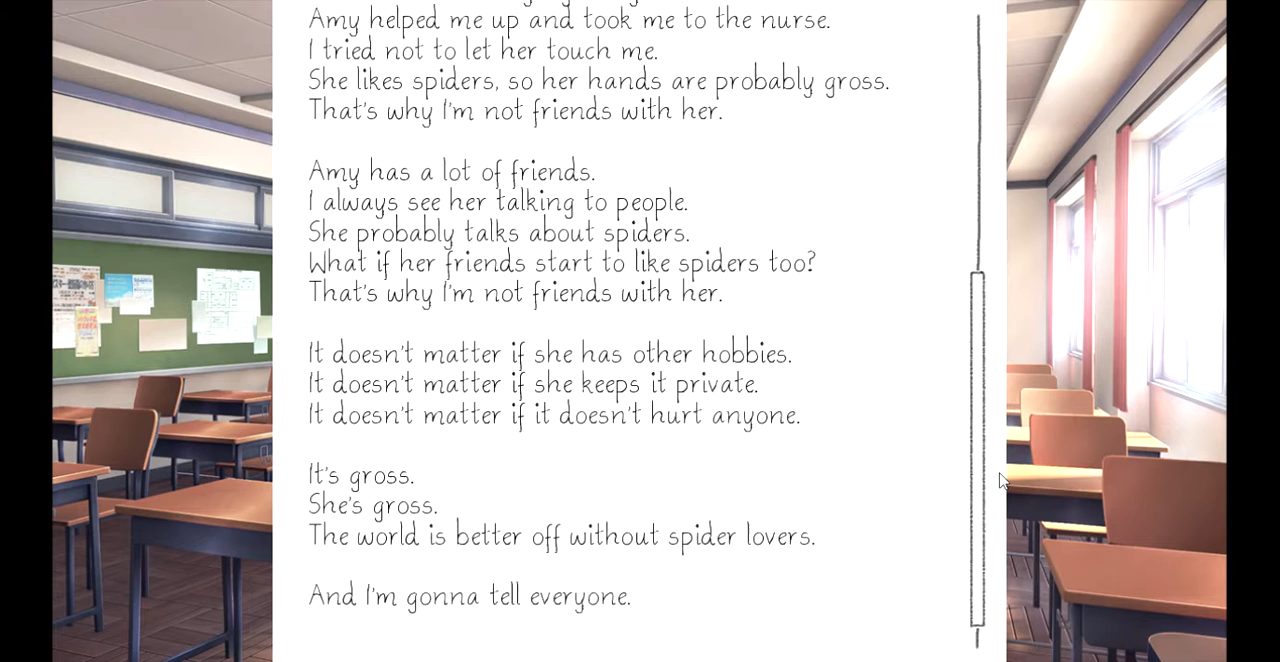 Amy helped me up and took me to the nurse.
I tried not to let her touch me.
She likes spiders, so her hands are probably gross.
That's why I'm not friends with her.
Amy has a lot of friends.
I always see her talking to people.
She probably talks about spiders.
What if her friends start to like spiders too?
That's why I'm not friends with her.
It doesn't matter if she has other hobbies.
It doesn't matter if she keeps it private.
It doesn't matter if it doesn't hurt anyone.
It's gross.
She's gross.
The world is better off without spider lovers.
And I'm gonna tell everyone.